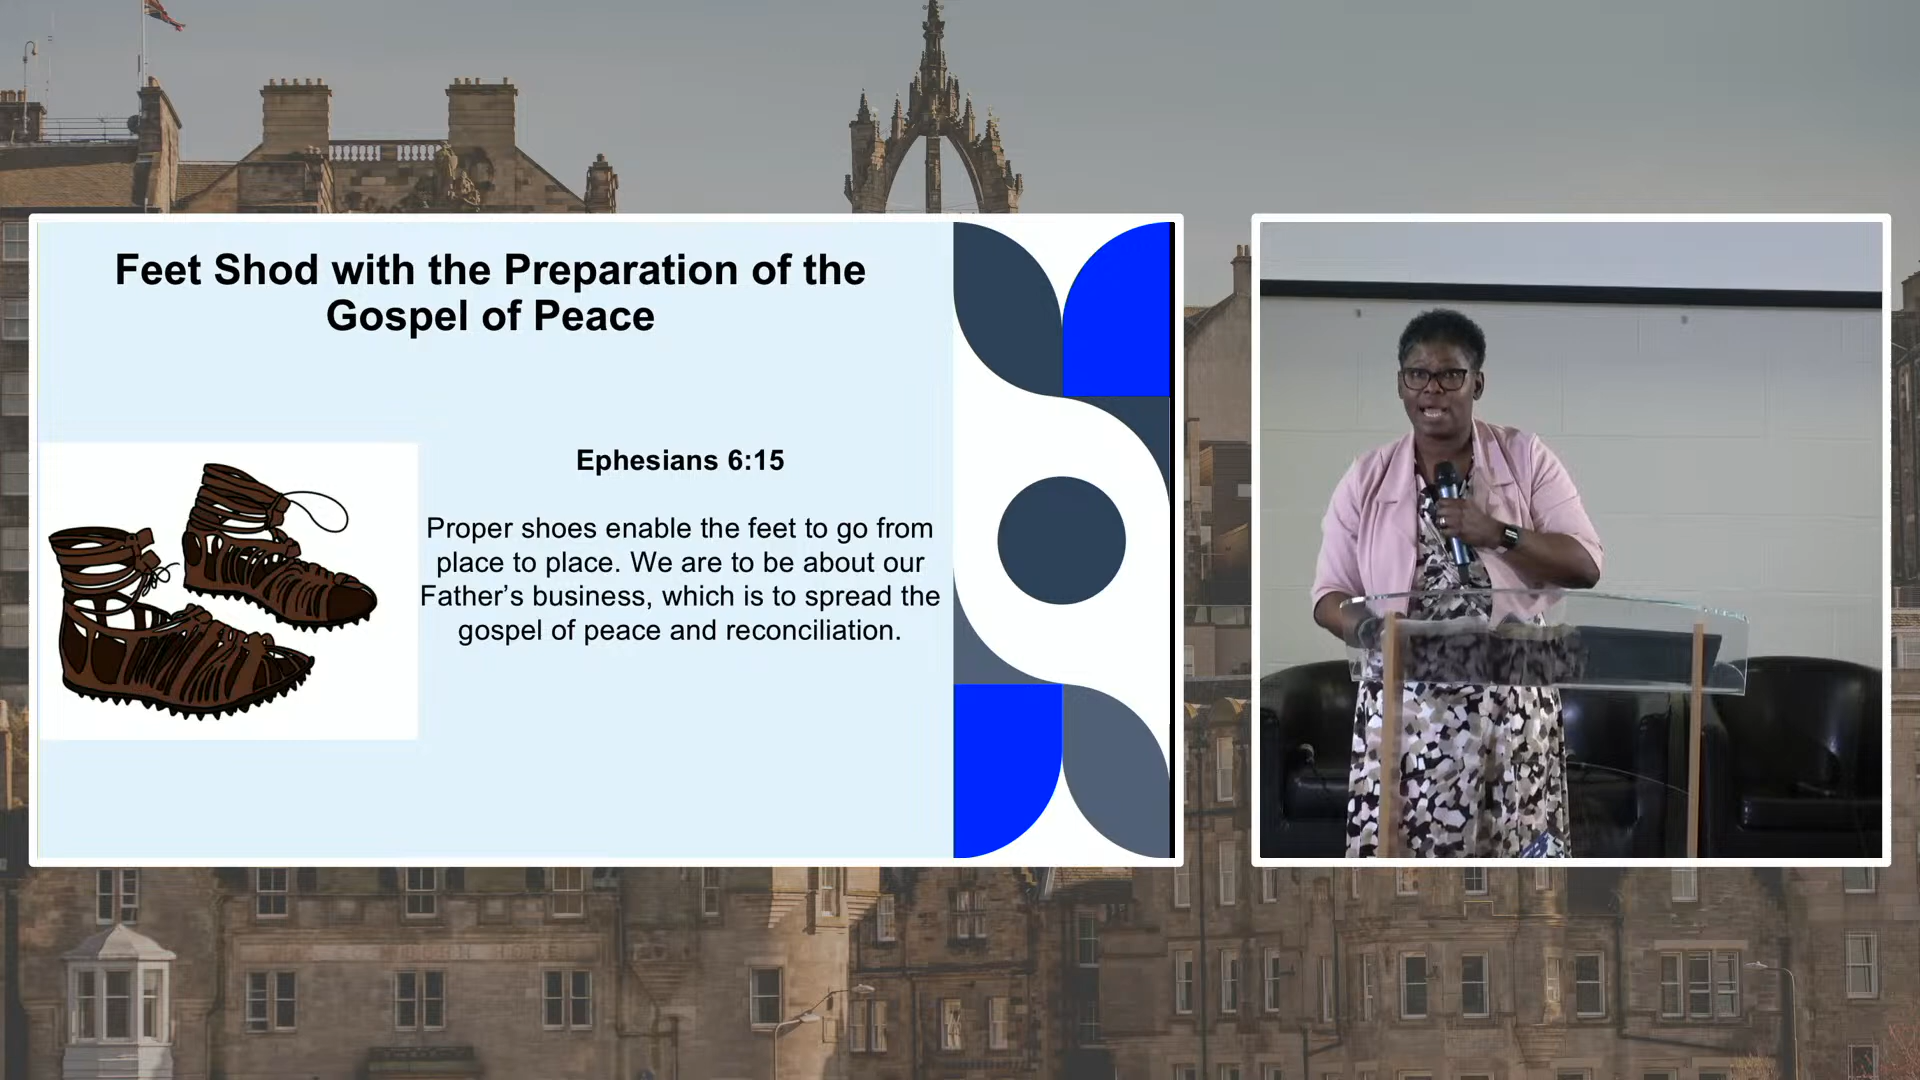 Feet Shod with the Preparation of the
Gospel of Peace
Ephesians 6:15
Proper shoes enable the feet to go from
place to place. We are to be about our
Father’s business, which is to spread the
gospel of peace and reconciliation.